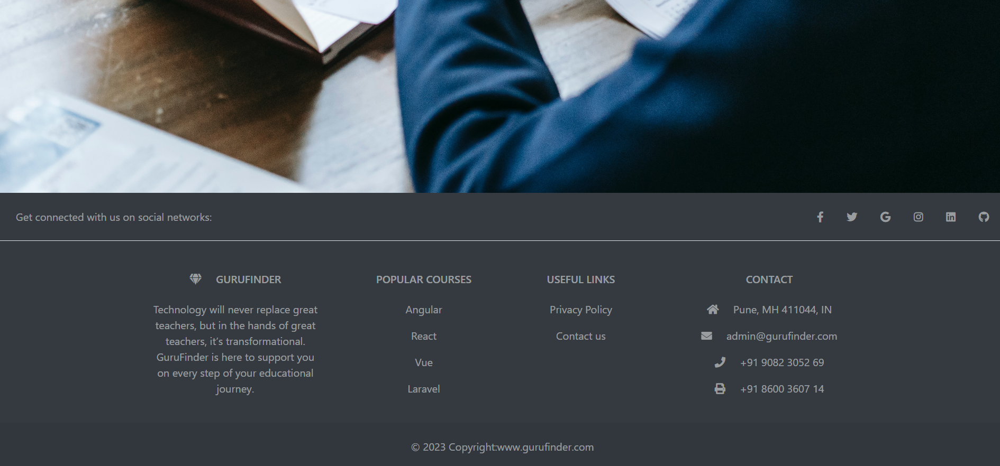 Get connected with us on social networks:
GURUFINDER
Technology will never replace great
teachers, but in the hands of great
teachers, it’s transformational.
GuruFinder is here to support you
on every step of your educational
journey.
POPULAR COURSES
Angular
React
Vue
Laravel
USEFUL LINKS
Privacy Policy
Contact us
CONTACT
Pune, MH 411044, IN
admin@gurufinder.com
+91 9082 3052 69
+91 8600 3607 14
© 2023 Copyright:www.gurufinder.com